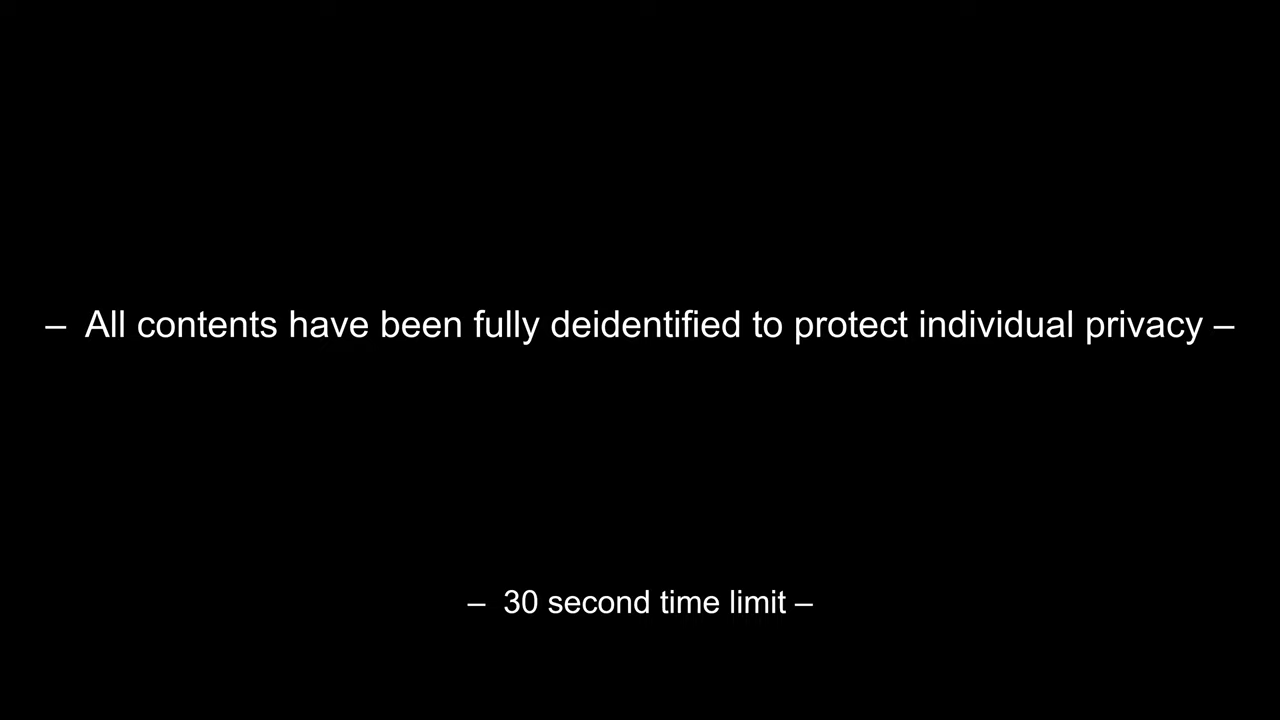 – All contents have been fully deidentified to protect individual privacy –
– 30 second time limit –